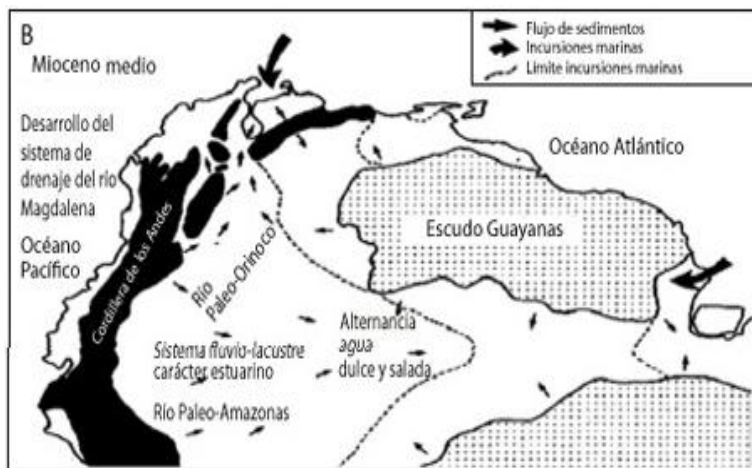 B
Mioceno medio
Desarrollo del
sistema de
drenaje del río
Magdalena
Océano
Pacífico
Cordillera de los Andes
Río
Paleo-Orinoco
Sistema fluvio-lacustre
carácter estuarino
Río Paleo-Amazonas
Alternancia
agua
dulce y salada
Escudo Guayanas
Océano Atlántico
Flujo de sedimentos
Incursiones marinas
Límite incursiones marinas